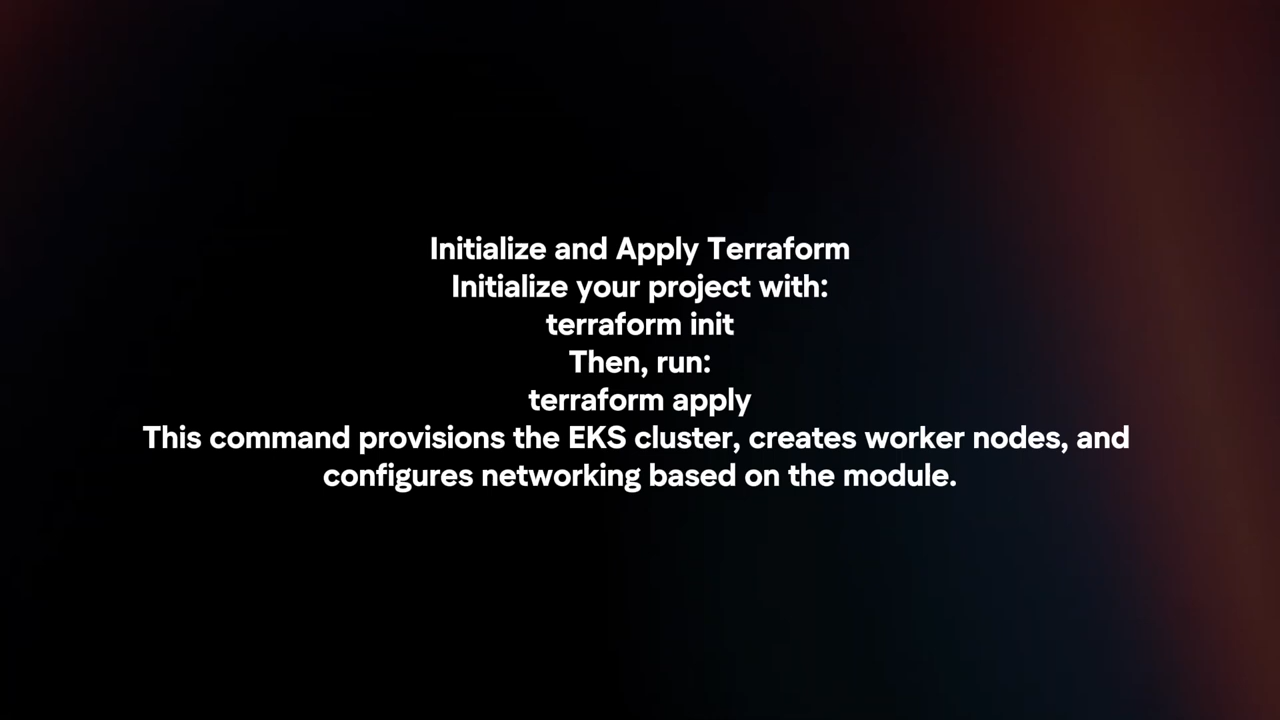 Initialize and Apply Terraform
Initialize your project with:
terraform init
Then, run:
terraform apply
This command provisions the EKS cluster, creates worker nodes, and
configures networking based on the module.